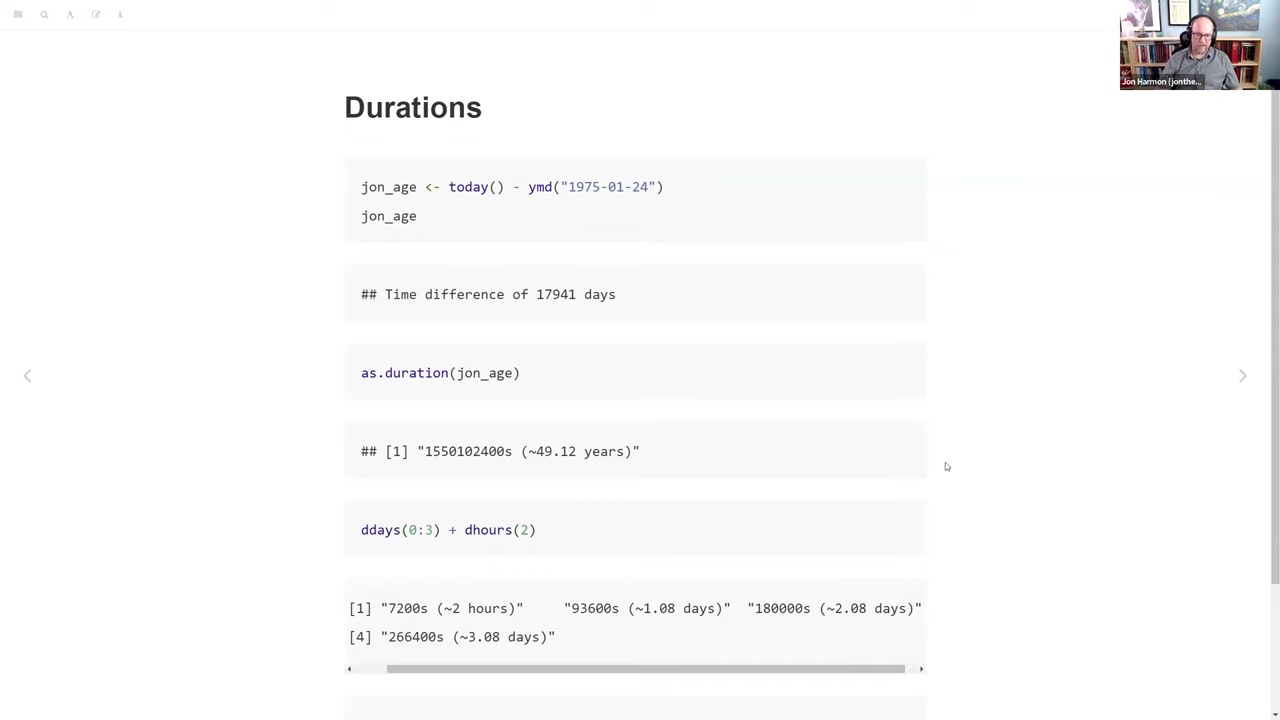 Jon Harmon (jonthe...
Durations
jon_age <- today() - ymd("1975-01-24")
jon_age
## Time difference of 17941 days
as.duration(jon_age)
## [1] "1550102400s (~49.12 years)"
ddays(0:3) + dhours(2)
[1] "7200s (~2 hours)" "93600s (~1.08 days)" "180000s (~2.08 days)"
[4] "266400s (~3.08 days)"